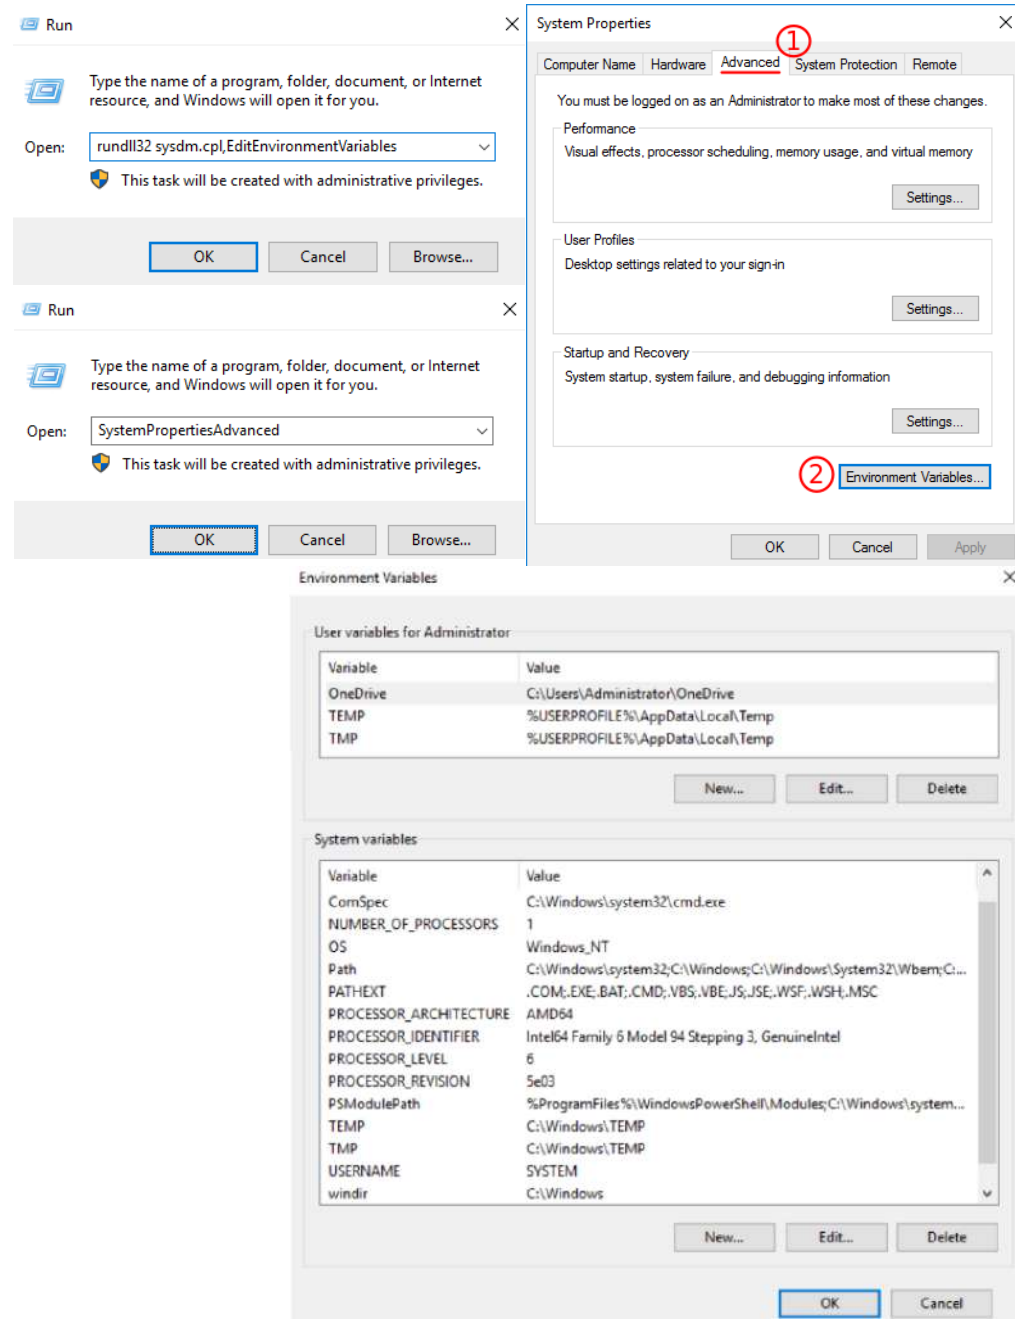 Run
Type the name of a program, folder, document, or Internet
resource, and Windows will open it for you.
Open: rundll32 sysdm.cpl,EditEnvironmentVariables
This task will be created with administrative privileges.
OK Cancel Browse...
Run
Type the name of a program, folder, document, or Internet
resource, and Windows will open it for you.
Open: SystemPropertiesAdvanced
This task will be created with administrative privileges.
OK Cancel Browse...
System Properties
1
Computer Name Hardware Advanced System Protection Remote
You must be logged on as an Administrator to make most of these changes.
Performance
Visual effects, processor scheduling, memory usage, and virtual memory
Settings...
User Profiles
Desktop settings related to your sign-in
Settings...
Startup and Recovery
System startup, system failure, and debugging information
Settings...
2 Environment Variables...
OK Cancel Apply
Environment Variables
User variables for Administrator
Variable Value
OneDrive C:\Users\Administrator\OneDrive
TEMP %USERPROFILE%\AppData\Local\Temp
TMP %USERPROFILE%\AppData\Local\Temp
New... Edit... Delete
System variables
Variable Value
ComSpec C:\Windows\system32\cmd.exe
NUMBER_OF_PROCESSORS 1
OS Windows_NT
Path C:\Windows\system32;C:\Windows;C:\Windows\System32\Wbem;C:...
PATHEXT .COM;.EXE;.BAT;.CMD;.VBS;.VBE;.JS;.JSE;.WSF;.WSH;.MSC
PROCESSOR_ARCHITECTURE AMD64
PROCESSOR_IDENTIFIER Intel64 Family 6 Model 94 Stepping 3, GenuineIntel
PROCESSOR_LEVEL 6
PROCESSOR_REVISION 5e03
PSModulePath %ProgramFiles%\WindowsPowerShell\Modules;C:\Windows\system...
TEMP C:\Windows\TEMP
TMP C:\Windows\TEMP
USERNAME SYSTEM
windir C:\Windows
New... Edit... Delete
OK Cancel